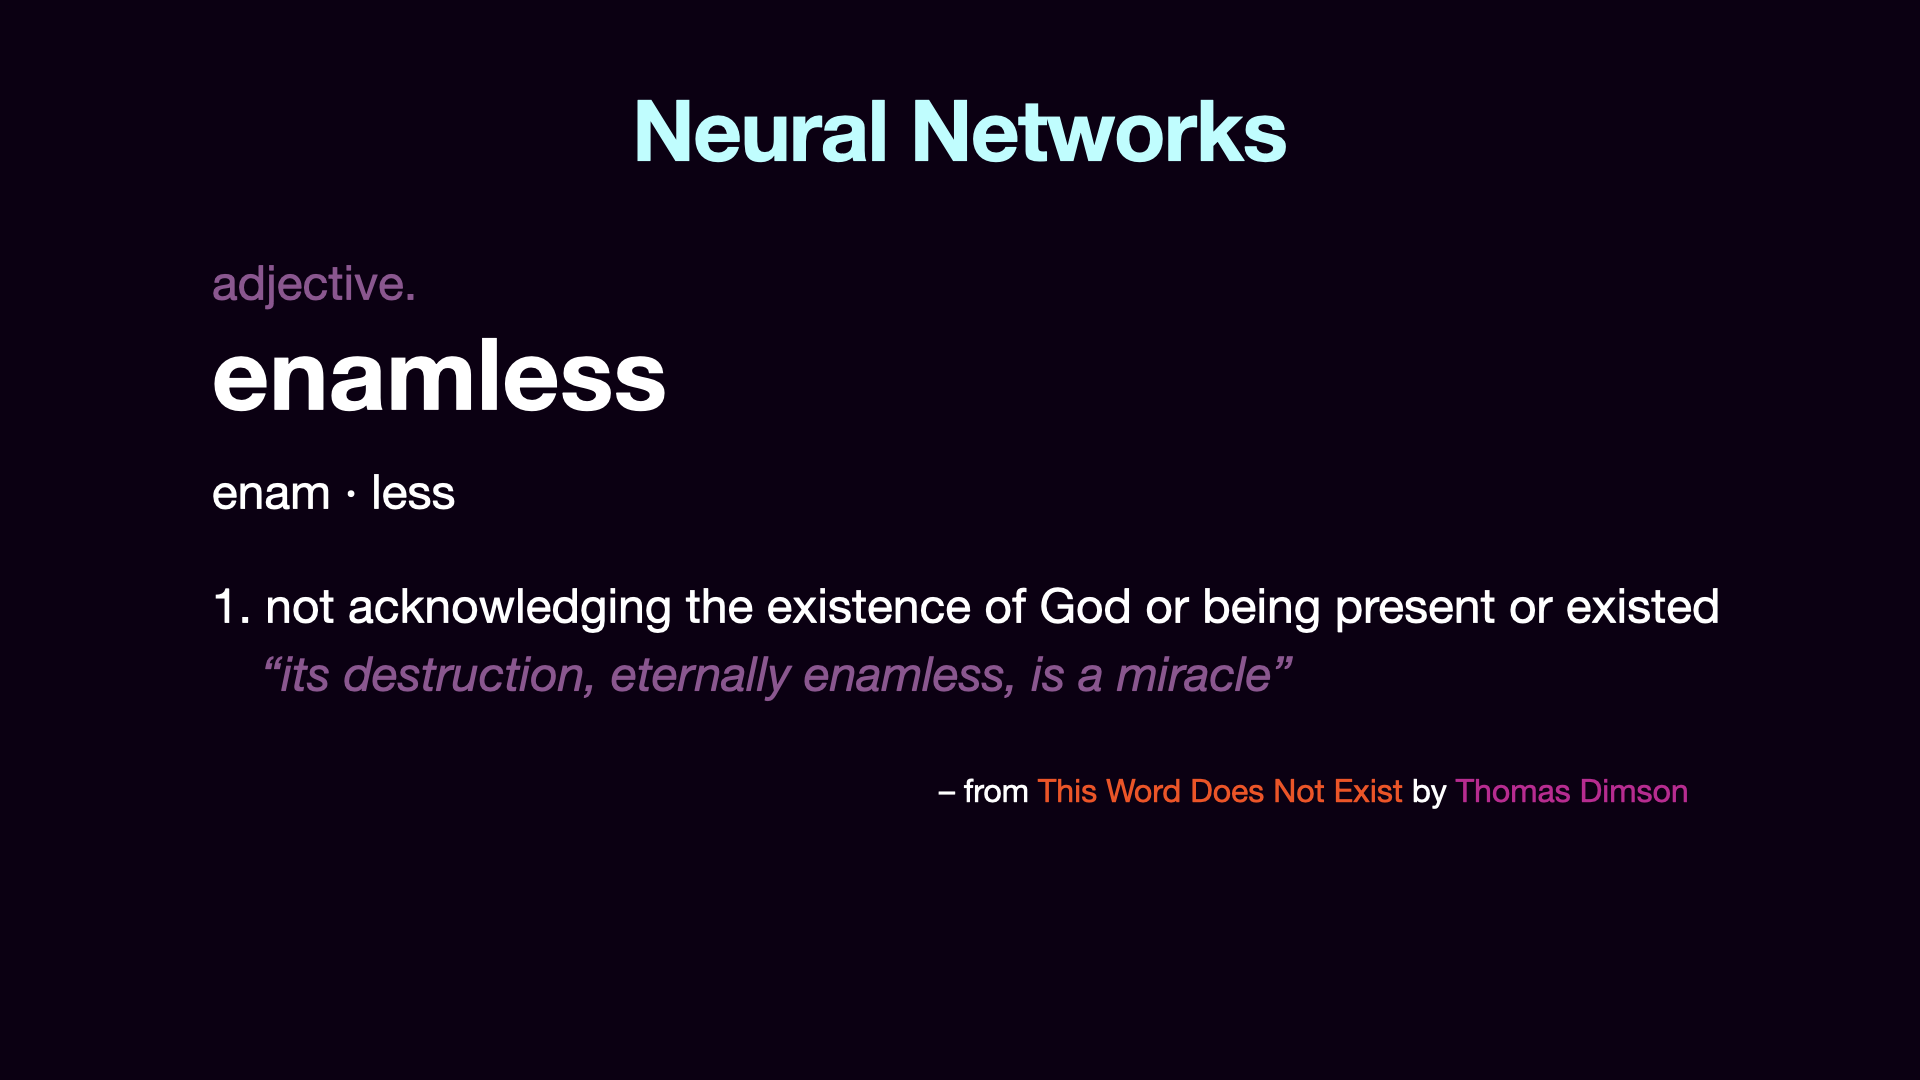 Neural Networks
adjective.
enamless
enam · less
1. not acknowledging the existence of God or being present or existed
“its destruction, eternally enamless, is a miracle”
– from This Word Does Not Exist by Thomas Dimson